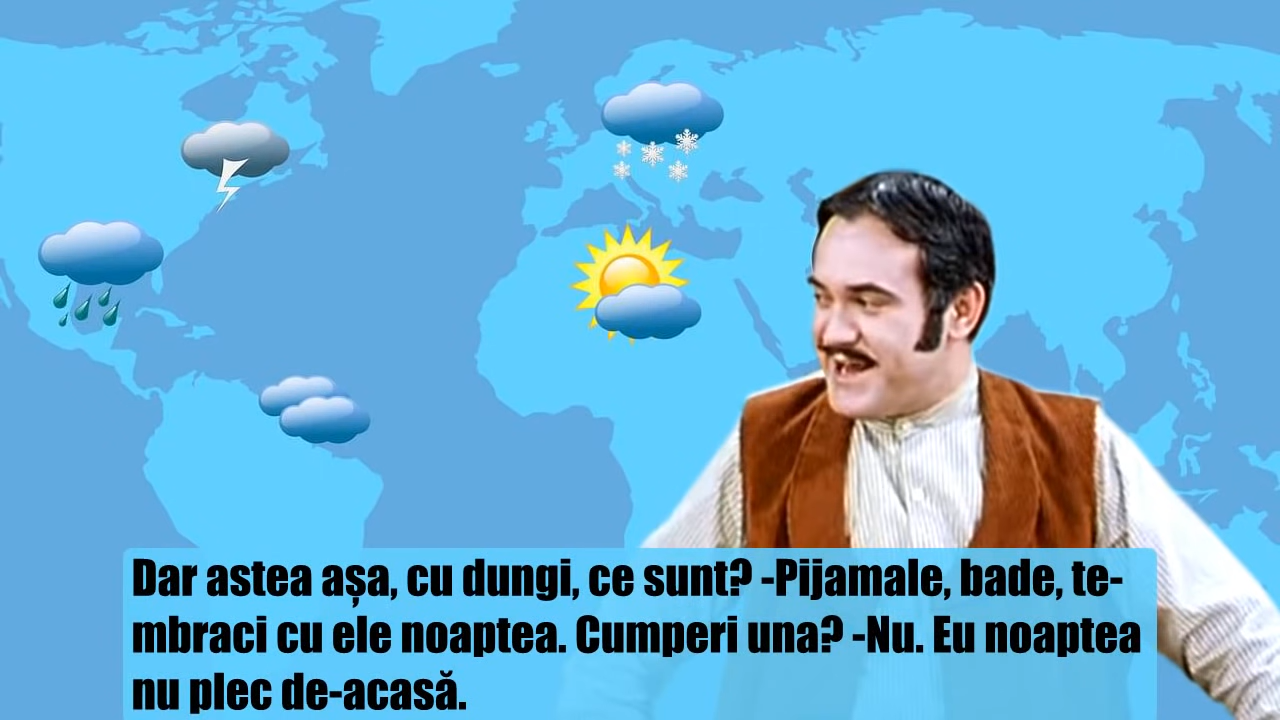 Dar astea așa, cu dungi, ce sunt? -Pijamale, bade, te-
mbraci cu ele noaptea. Cumperi una? -Nu. Eu noaptea
nu plec de-acasă.